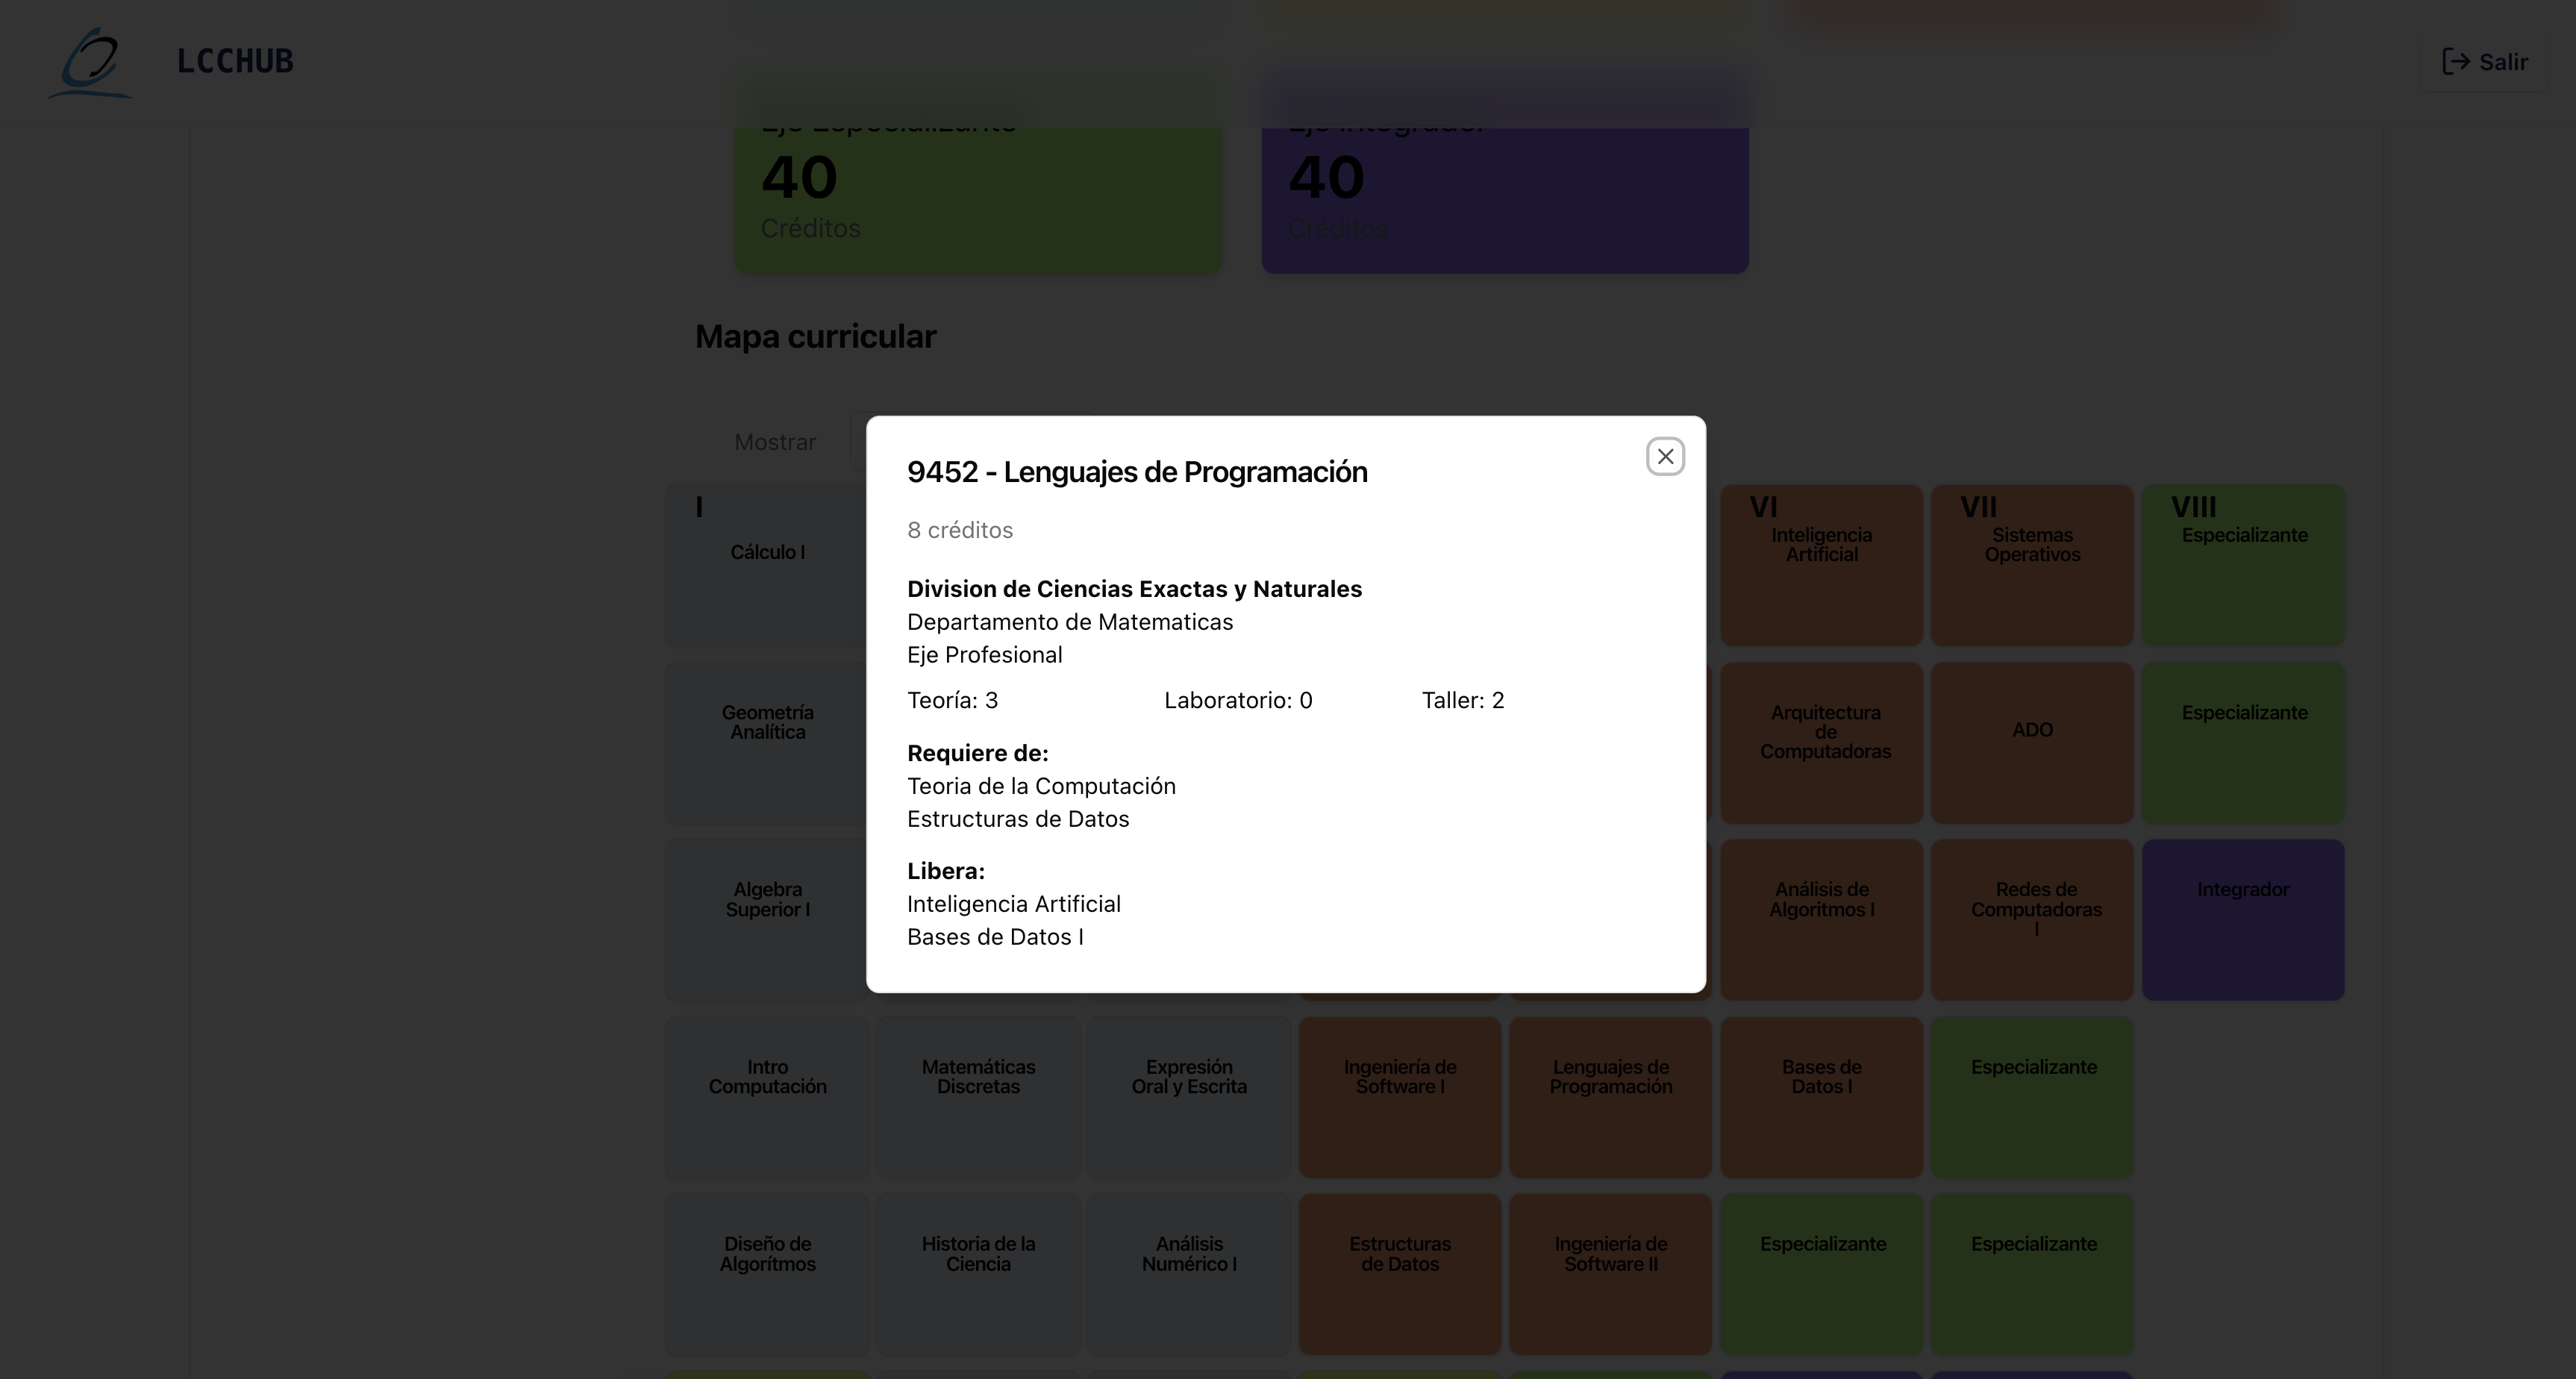 LCCHUB
Salir
Eje Especializante
Eje Integrador
40
40
Créditos
Créditos
Mapa curricular
Mostrar
9452 - Lenguajes de Programación
8 créditos
Division de Ciencias Exactas y Naturales
Departamento de Matematicas
Eje Profesional
Teoría: 3
Laboratorio: 0
Taller: 2
Requiere de:
Teoria de la Computación
Estructuras de Datos
Libera:
Inteligencia Artificial
Bases de Datos I
I
Cálculo I
VI
Inteligencia
Artificial
VII
Sistemas
Operativos
VIII
Especializante
Geometría
Analítica
Arquitectura
de
Computadoras
ADO
Especializante
Algebra
Superior I
Análisis de
Algoritmos I
Redes de
Computadoras
I
Integrador
Intro
Computación
Matemáticas
Discretas
Expresión
Oral y Escrita
Ingeniería de
Software I
Lenguajes de
Programación
Bases de
Datos I
Especializante
Diseño de
Algorítmos
Historia de la
Ciencia
Análisis
Numérico I
Estructuras
de Datos
Ingeniería de
Software II
Especializante
Especializante